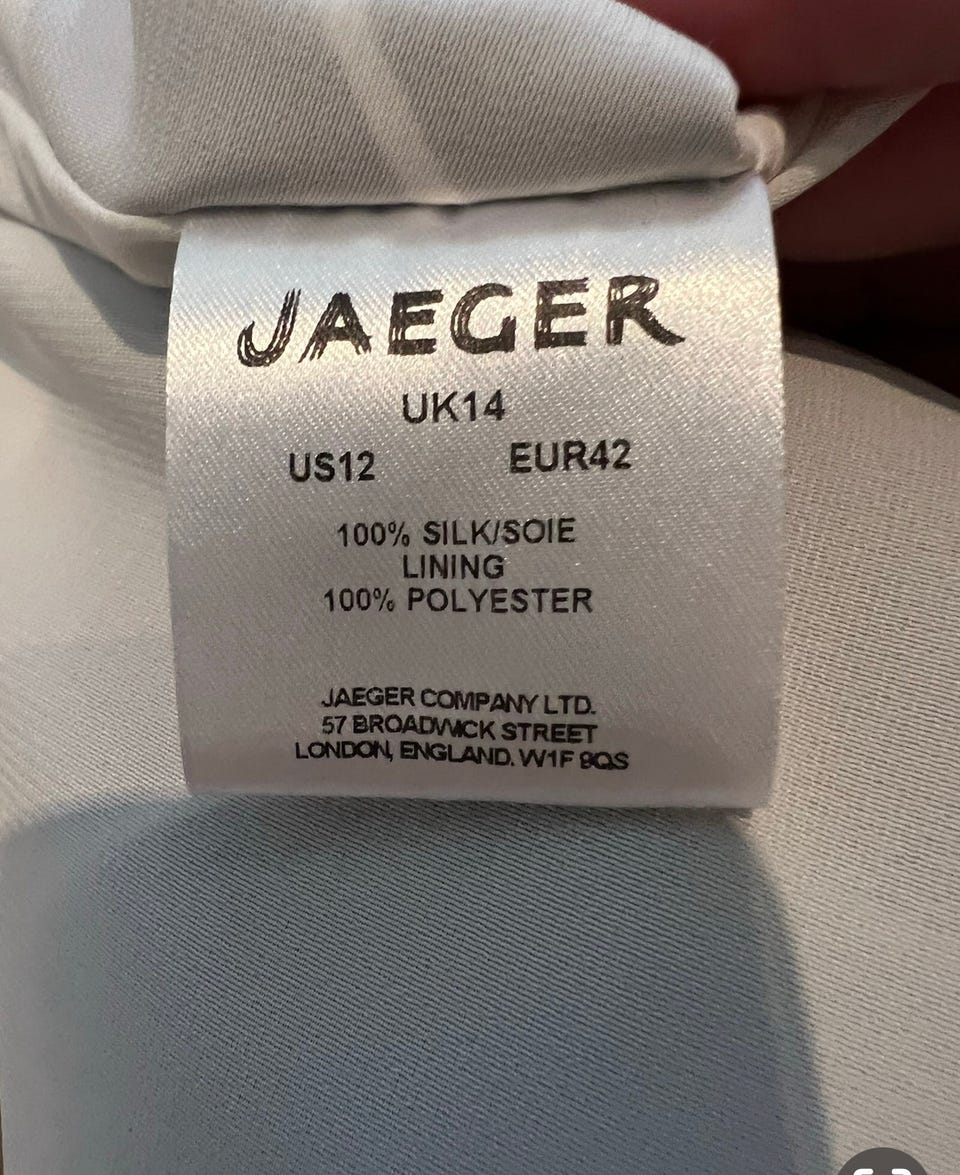 JAEGER
UK14
US12 EUR42
100% SILK/SOIE
LINING
100% POLYESTER
JAEGER COMPANY LTD.
57 BROADWICK STREET
LONDON, ENGLAND. W1F 9QS